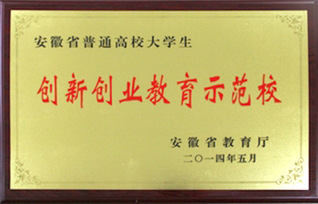 安徽省普通高校大学生
创新创业教育示范校
安徽省教育厅
二〇一四年五月